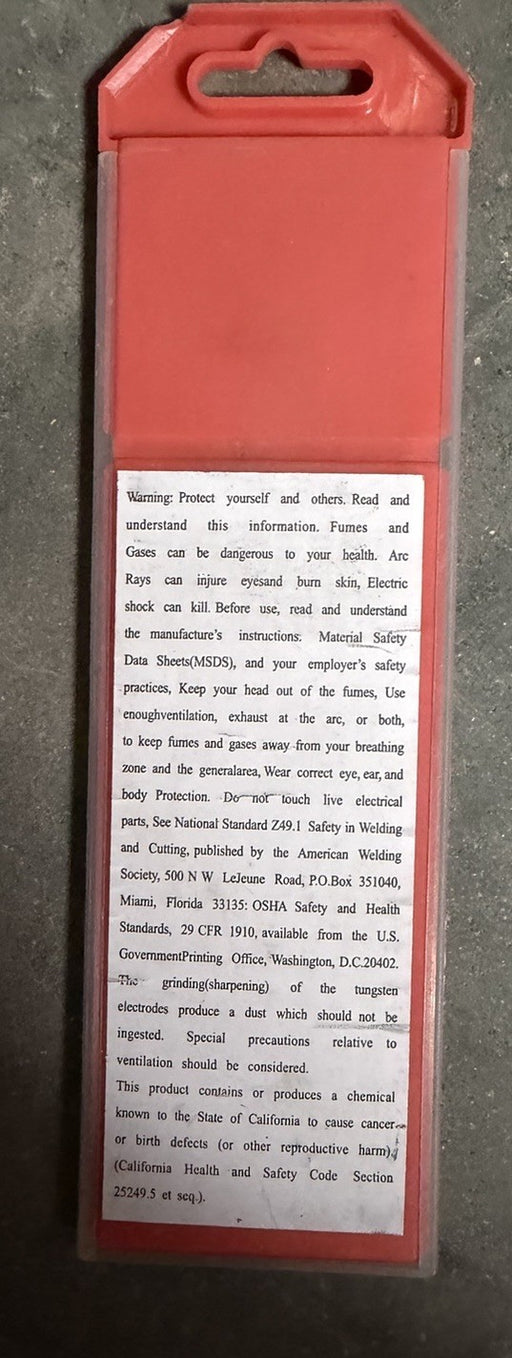 Warning: Protect yourself and others. Read and
understand this information. Fumes and
Gases can be dangerous to your health. Arc
Rays can injure eyesand burn skin, Electric
shock can kill. Before use, read and understand
the manufacture's instructions. Material Safety
Data Sheets(MSDS), and your employer's safety
practices, Keep your head out of the fumes, Use
enoughventilation, exhaust at the arc, or both,
to keep fumes and gases away from your breathing
zone and the generalarea, Wear correct eye, ear, and
body Protection. Do not touch live electrical
parts, See National Standard Z49.1 Safety in Welding
and Cutting, published by the American Welding
Society, 500 N W LeJeune Road, P.O.Box 351040,
Miami, Florida 33135: OSHA Safety and Health
Standards, 29 CFR 1910, available from the U.S.
GovernmentPrinting Office, Washington, D.C.20402.
The grinding(sharpening) of the tungsten
electrodes produce a dust which should not be
ingested. Special precautions relative to
ventilation should be considered.
This product contains or produces a chemical
known to the State of California to cause cancer
or birth defects (or other reproductive harm),
(California Health and Safety Code Section
25249.5 et seq.).